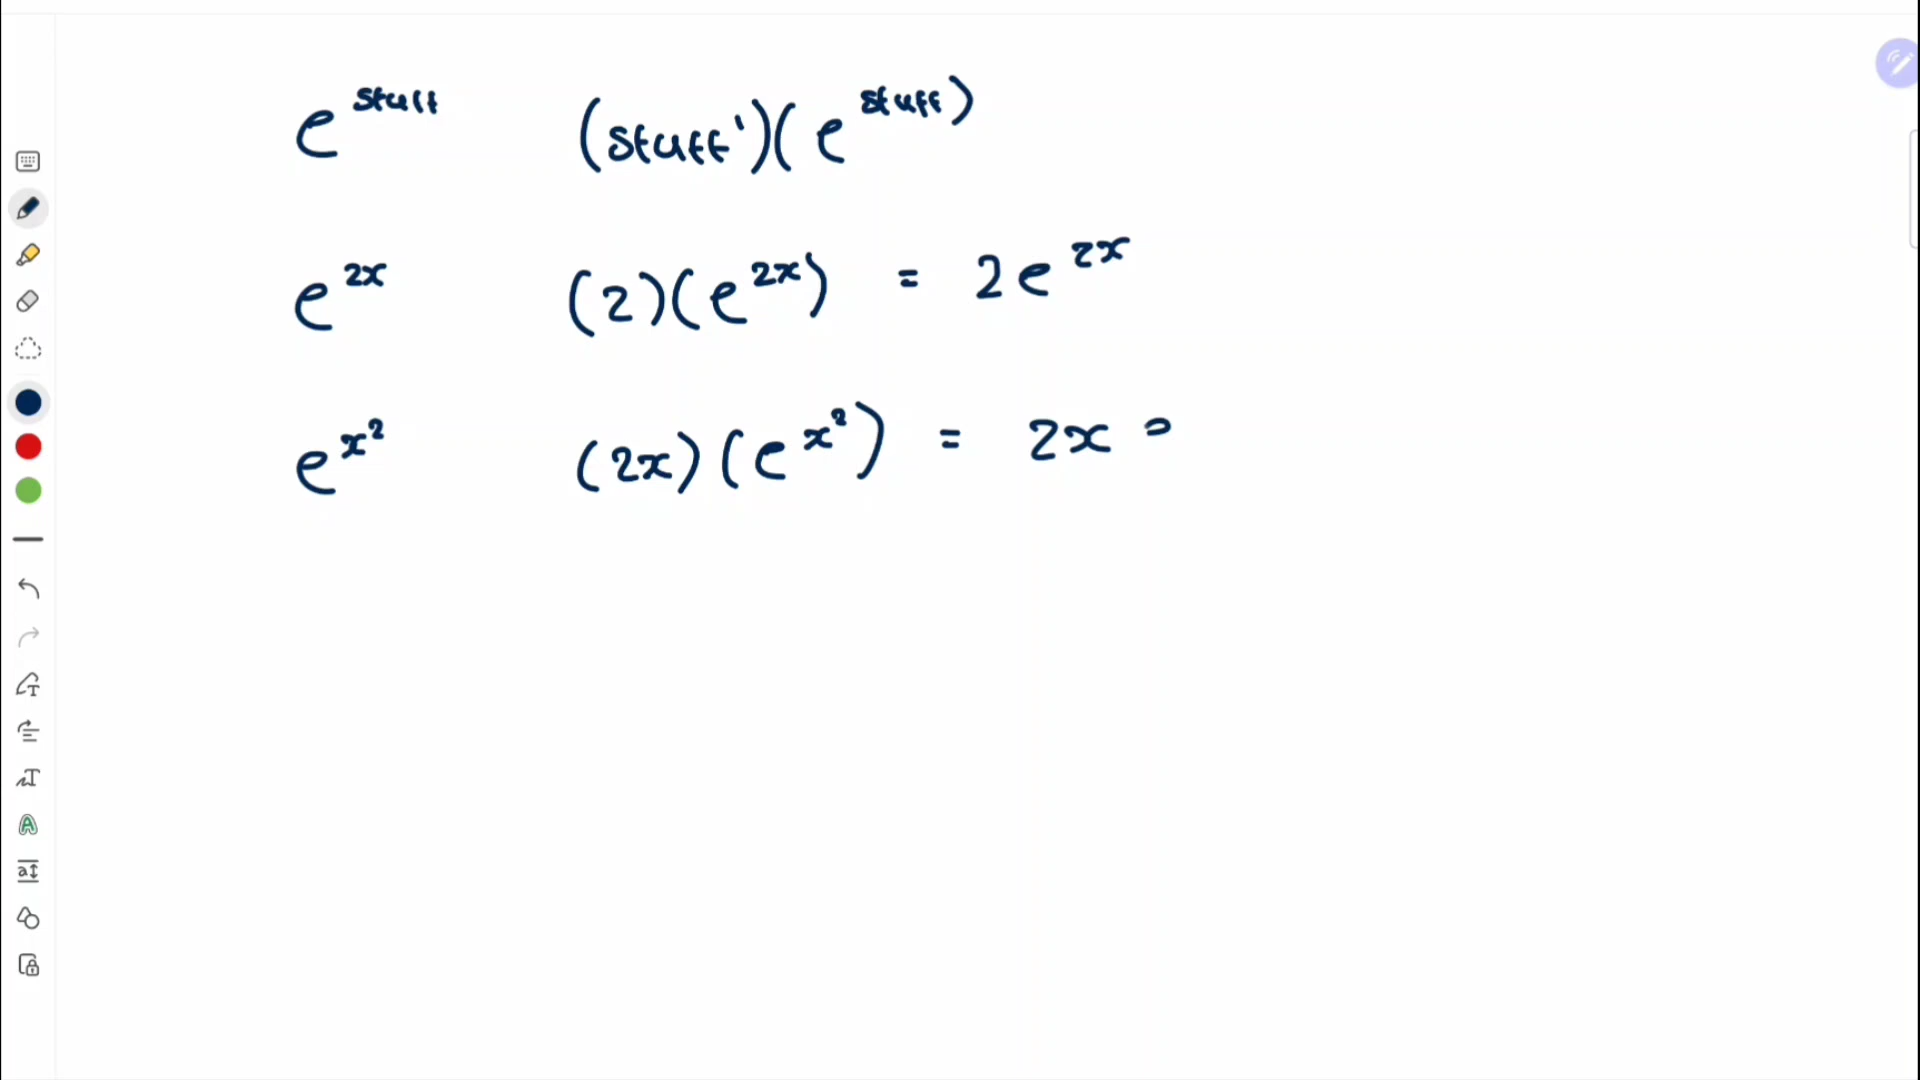 e^stuff (stuff')(e^stuff)
e^2x (2)(e^2x) = 2e^2x
e^x² (2x)(e^x²) = 2x